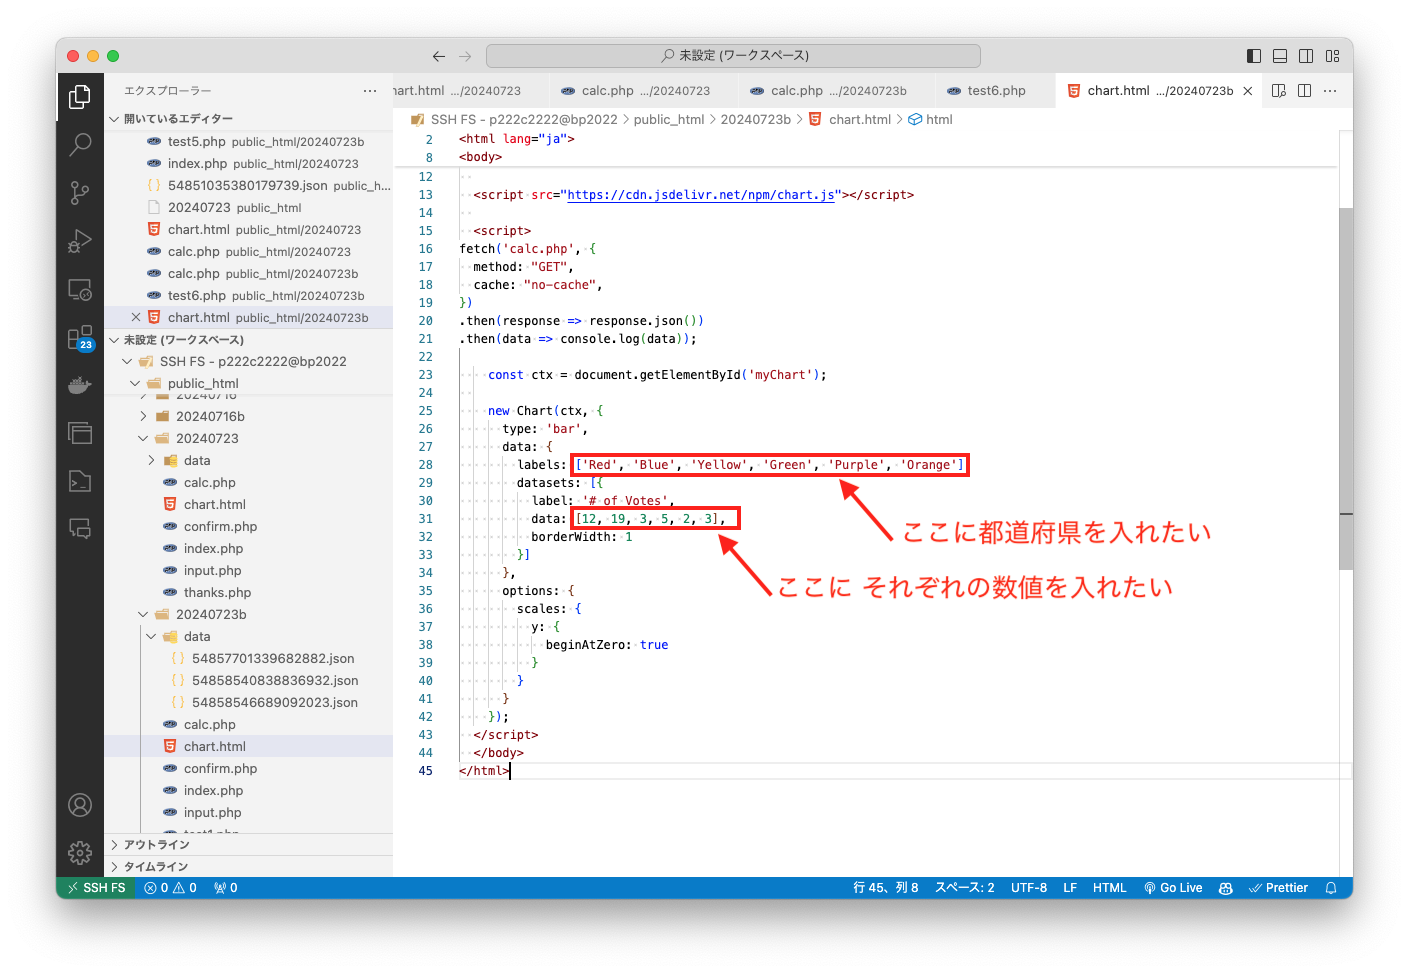 未設定 (ワークスペース)
エクスプローラー
開いているエディター
test5.php public_html/20240723b
index.php public_html/20240723
54851035380179739.json public_h...
20240723 public_html
chart.html public_html/20240723
calc.php public_html/20240723
calc.php public_html/20240723b
test6.php public_html/20240723b
chart.html public_html/20240723b
未設定 (ワークスペース)
SSH FS - p222c2222@bp2022
public_html
20240716
20240716b
20240723
data
calc.php
chart.html
confirm.php
index.php
input.php
thanks.php
20240723b
data
54857701339682882.json
54858540838836932.json
54858546689092023.json
calc.php
chart.html
confirm.php
index.php
input.php
test1.php
アウトライン
タイムライン
23
hart.html .../20240723
calc.php .../20240723
calc.php .../20240723b
test6.php
chart.html .../20240723b
SSH FS - p222c2222@bp2022 > public_html > 20240723b > chart.html > html
2 <html lang="ja">
8 <body>
12
13 <script src="https://cdn.jsdelivr.net/npm/chart.js"></script>
14
15 <script>
16 fetch('calc.php', {
17 method: "GET",
18 cache: "no-cache",
19 })
20 .then(response => response.json())
21 .then(data => console.log(data));
22
23 const ctx = document.getElementById('myChart');
24
25 new Chart(ctx, {
26 type: 'bar',
27 data: {
28 labels: ['Red', 'Blue', 'Yellow', 'Green', 'Purple', 'Orange']
29 datasets: [{
30 label: '# of Votes',
31 data: [12, 19, 3, 5, 2, 3],
32 borderWidth: 1
33 }]
34 },
35 options: {
36 scales: {
37 y: {
38 beginAtZero: true
39 }
40 }
41 }
42 });
43 </script>
44 </body>
45 </html>
ここに都道府県を入れたい
ここに それぞれの数値を入れたい
SSH FS 0 0 0 行 45、列 8 スペース: 2 UTF-8 LF HTML Go Live Prettier